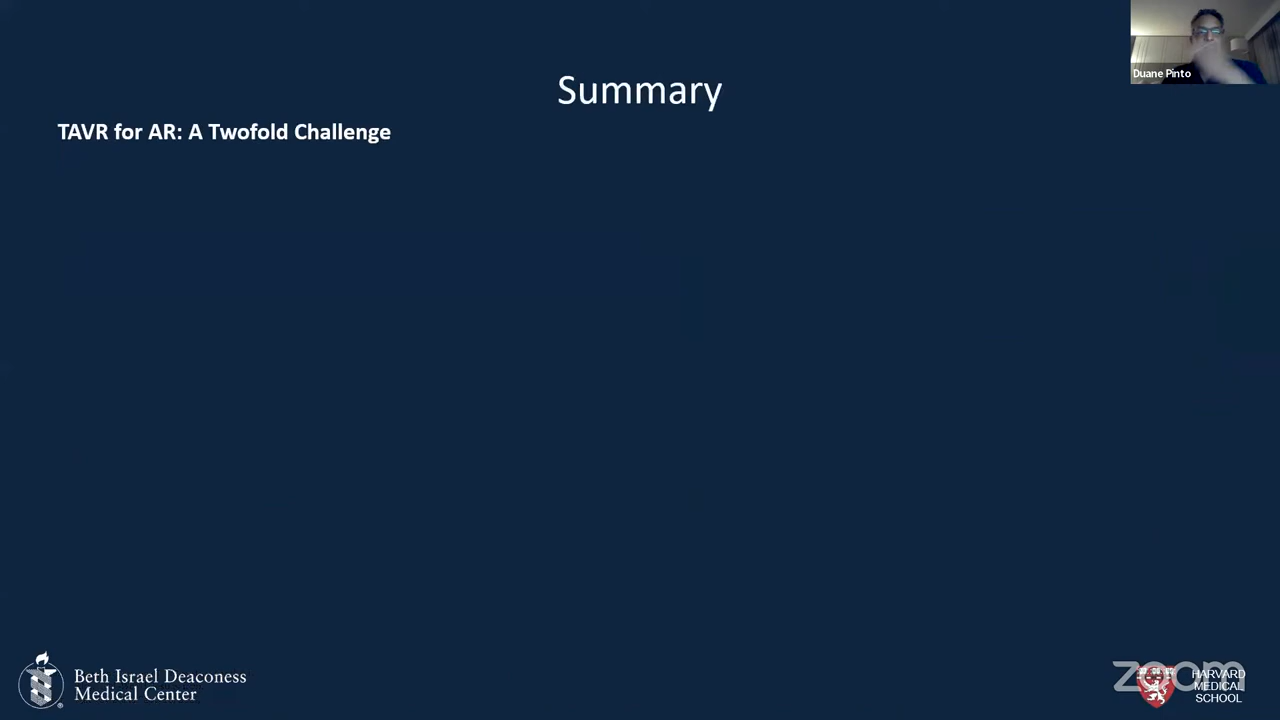 Duane Pinto
Summary
TAVR for AR: A Twofold Challenge
Beth Israel Deaconess
Medical Center
zoom
HARVARD
MEDICAL
SCHOOL